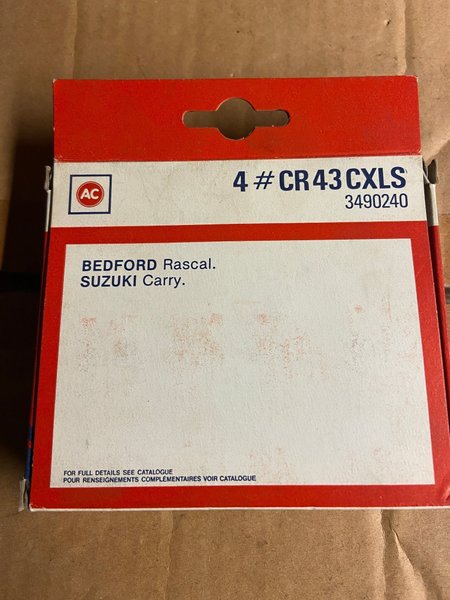 AC
4 # CR43CXLS
3490240
BEDFORD Rascal.
SUZUKI Carry.
FOR FULL DETAILS SEE CATALOGUE
POUR RENSEIGNEMENTS COMPLÉMENTAIRES VOIR CATALOGUE